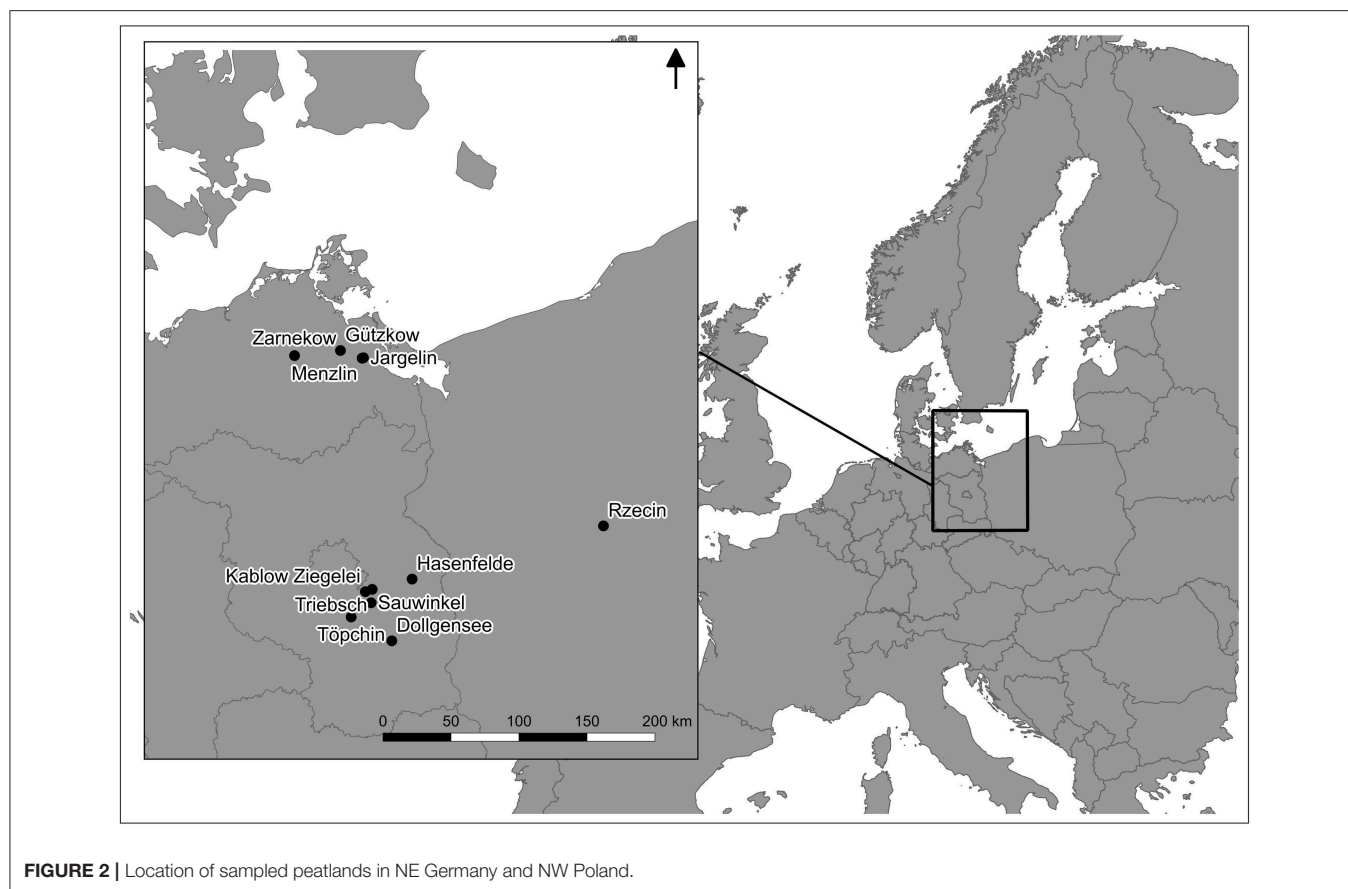 Zarnekow
Gützkow
Jargelin
Menzlin
Rzecin
Hasenfelde
Kablow Ziegelei
Triebsch
Sauwinkel
Töpchin
Dollgensee
0 50 100 150 200 km
FIGURE 2 | Location of sampled peatlands in NE Germany and NW Poland.